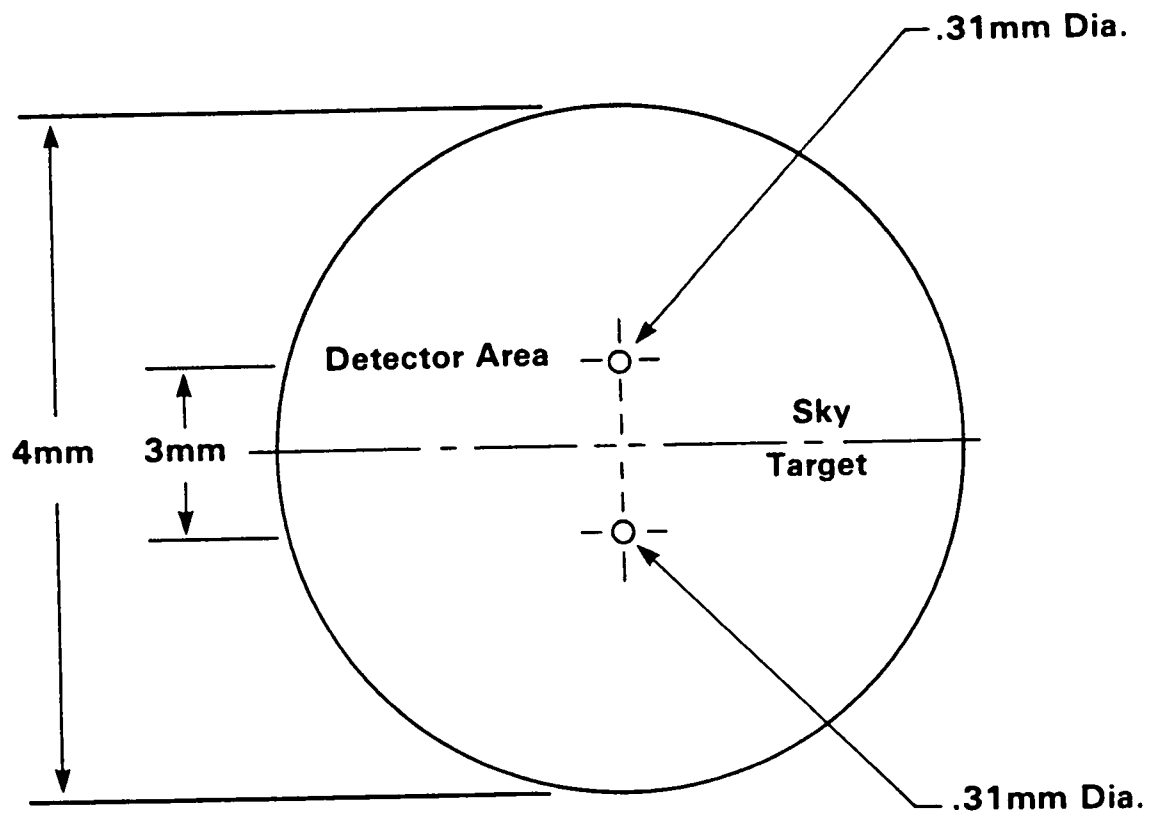 .31mm Dia.
Detector Area
Sky
4mm
3mm
Target
.31mm Dia.